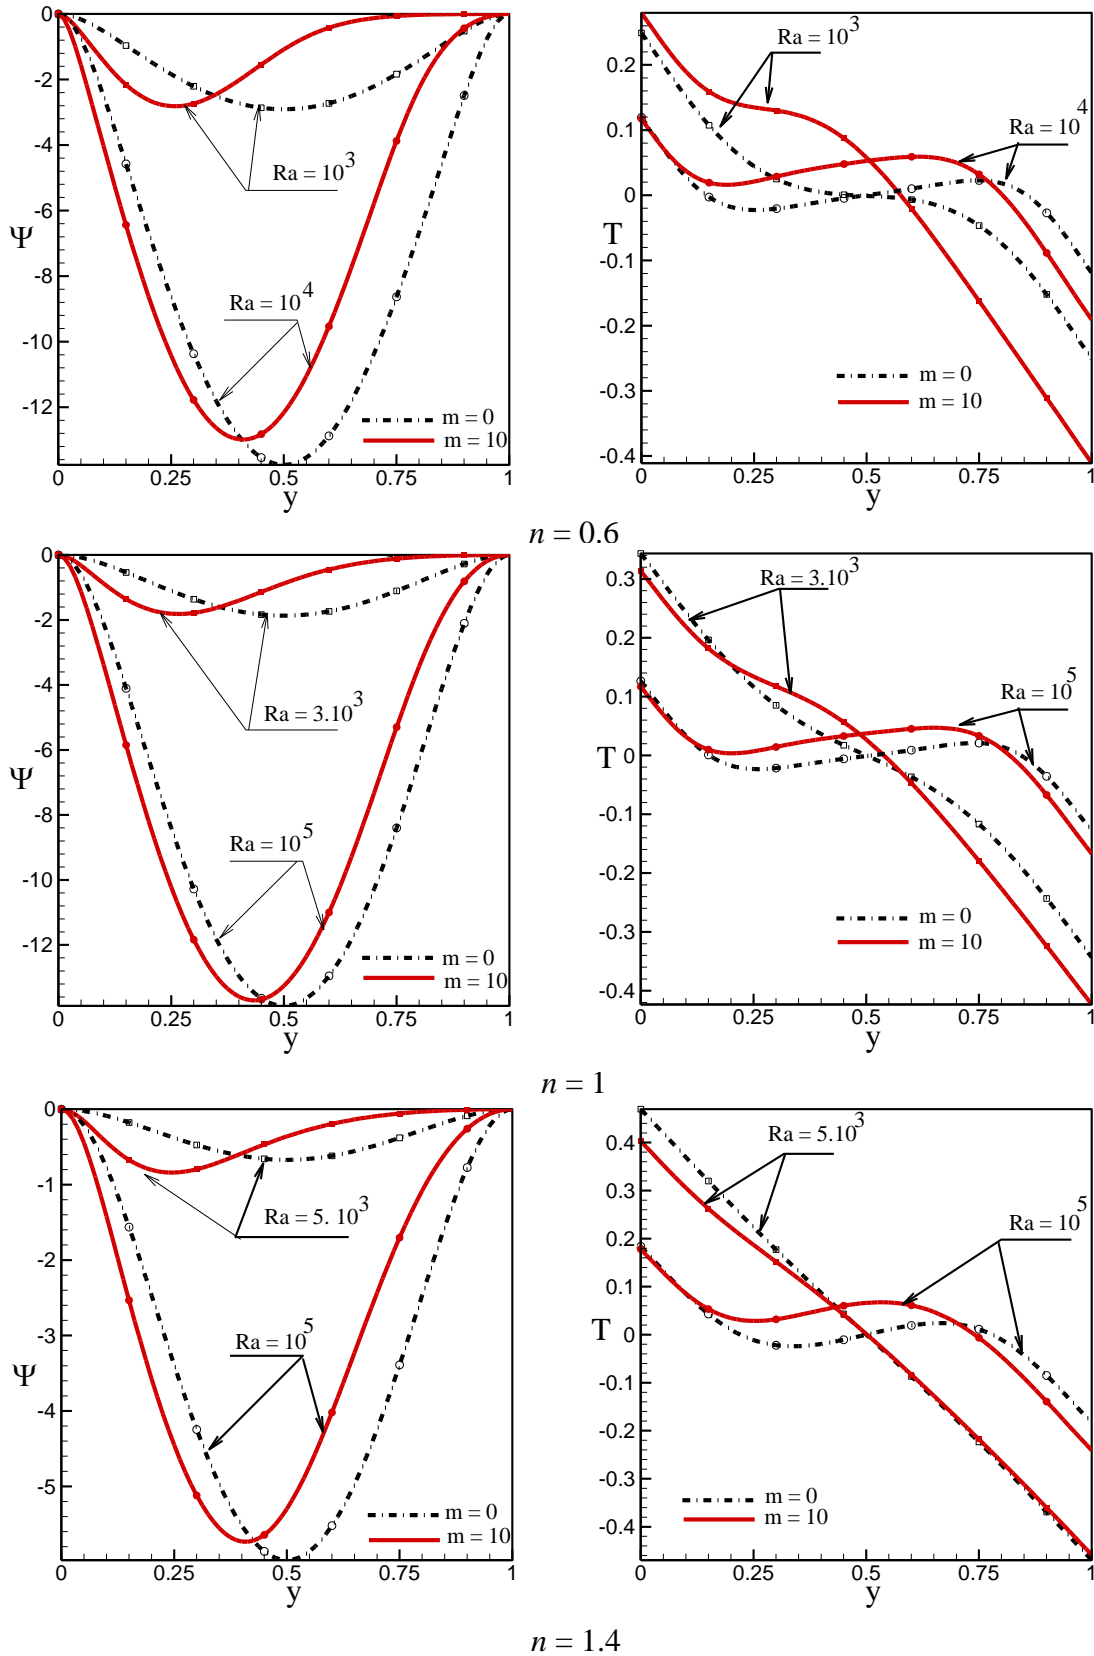 0
-2
-4
-6
-8
-10
-12
Ψ
Ra = 10^3
Ra = 10^4
m = 0
m = 10
0 0.25 0.5 0.75 1
y
0.2
0.1
0
-0.1
-0.2
-0.3
-0.4
T
Ra = 10^3
Ra = 10^4
m = 0
m = 10
0 0.25 0.5 0.75 1
y
n = 0.6
0
-2
-4
-6
-8
-10
-12
Ψ
Ra = 3.10^3
Ra = 10^5
m = 0
m = 10
0 0.25 0.5 0.75 1
y
0.3
0.2
0.1
0
-0.1
-0.2
-0.3
-0.4
T
Ra = 3.10^3
Ra = 10^5
m = 0
m = 10
0 0.25 0.5 0.75 1
y
n = 1
0
-1
-2
-3
-4
-5
Ψ
Ra = 5. 10^3
Ra = 10^5
m = 0
m = 10
0 0.25 0.5 0.75 1
y
0.4
0.3
0.2
0.1
0
-0.1
-0.2
-0.3
-0.4
T
Ra = 5.10^3
Ra = 10^5
m = 0
m = 10
0 0.25 0.5 0.75 1
y
n = 1.4